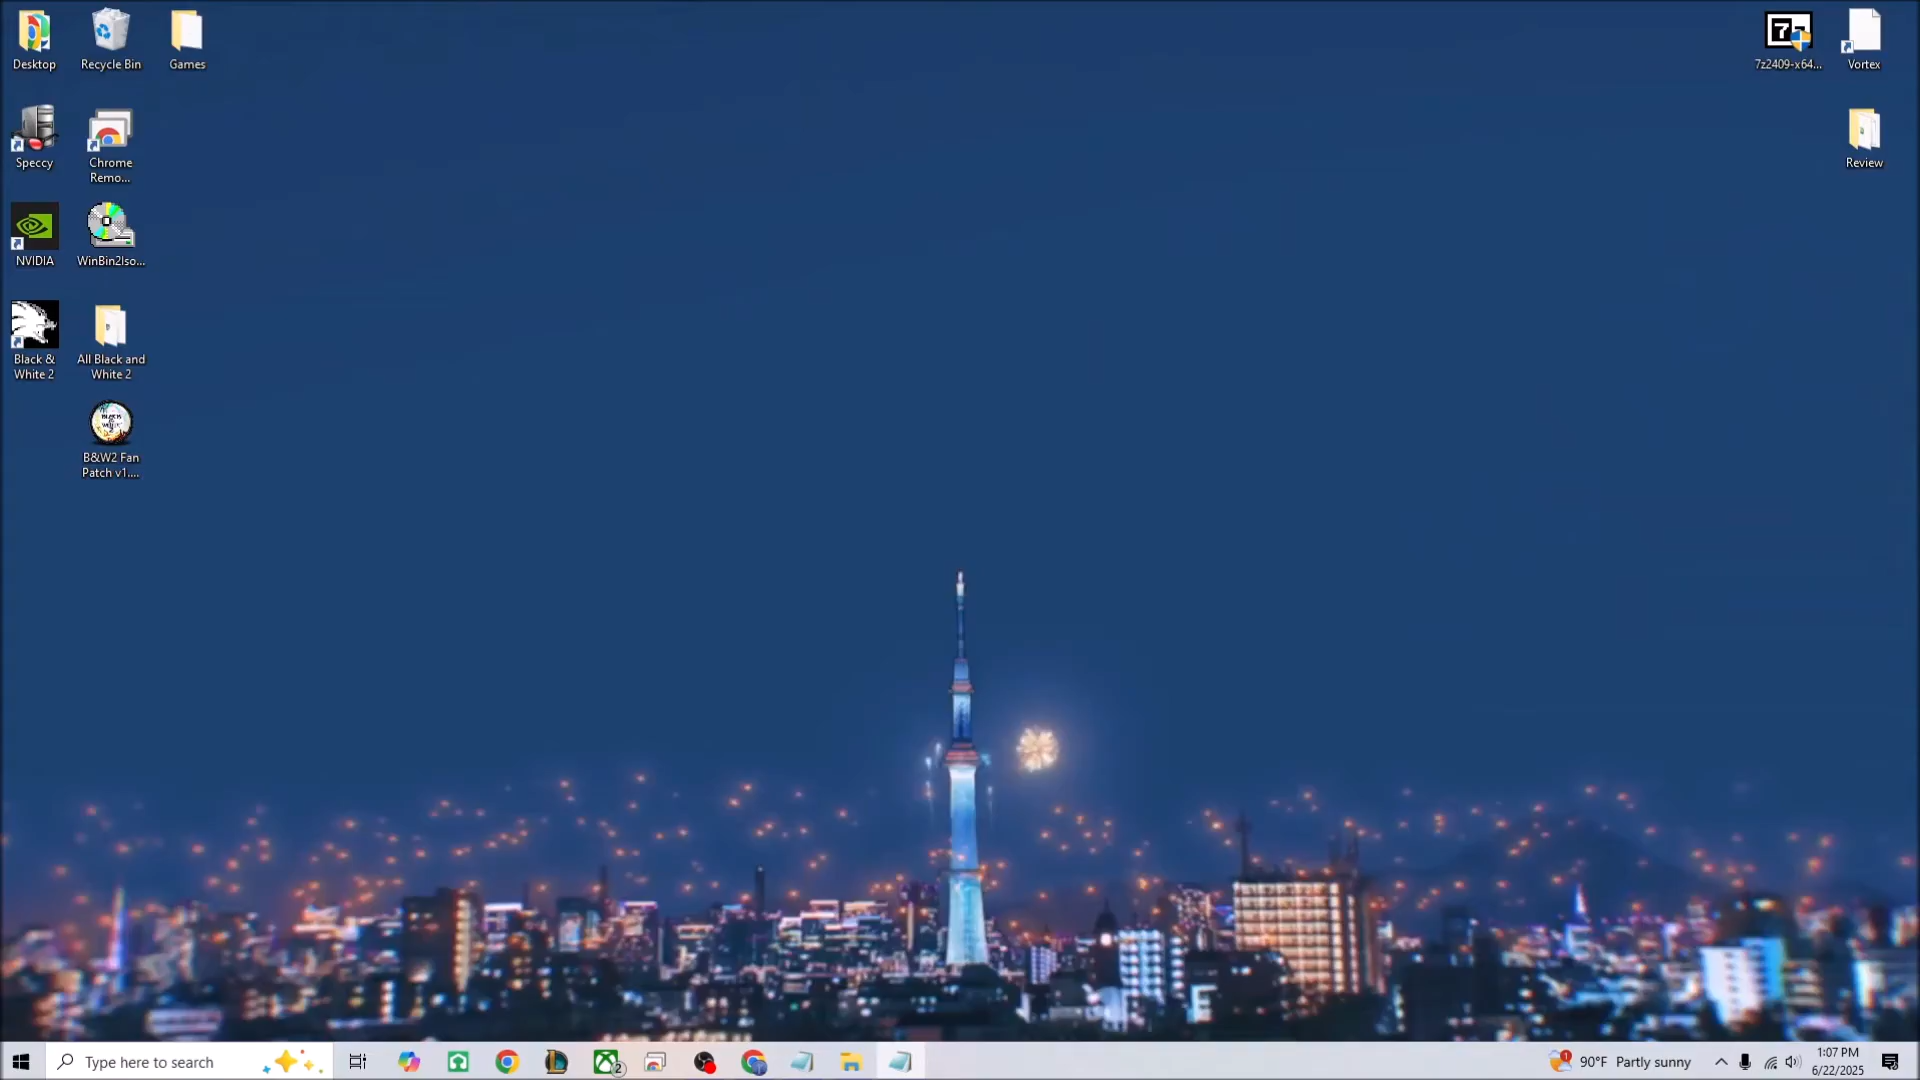 Desktop
Recycle Bin
Games
7z2409-x64...
Vortex
Speccy
Chrome
Remo...
Review
NVIDIA
WinBin2Iso...
Black &
White 2
All Black and
White 2
B&W2 Fan
Patch v1....
Type here to search
2
1
90°F Partly sunny
1:07 PM
6/22/2025